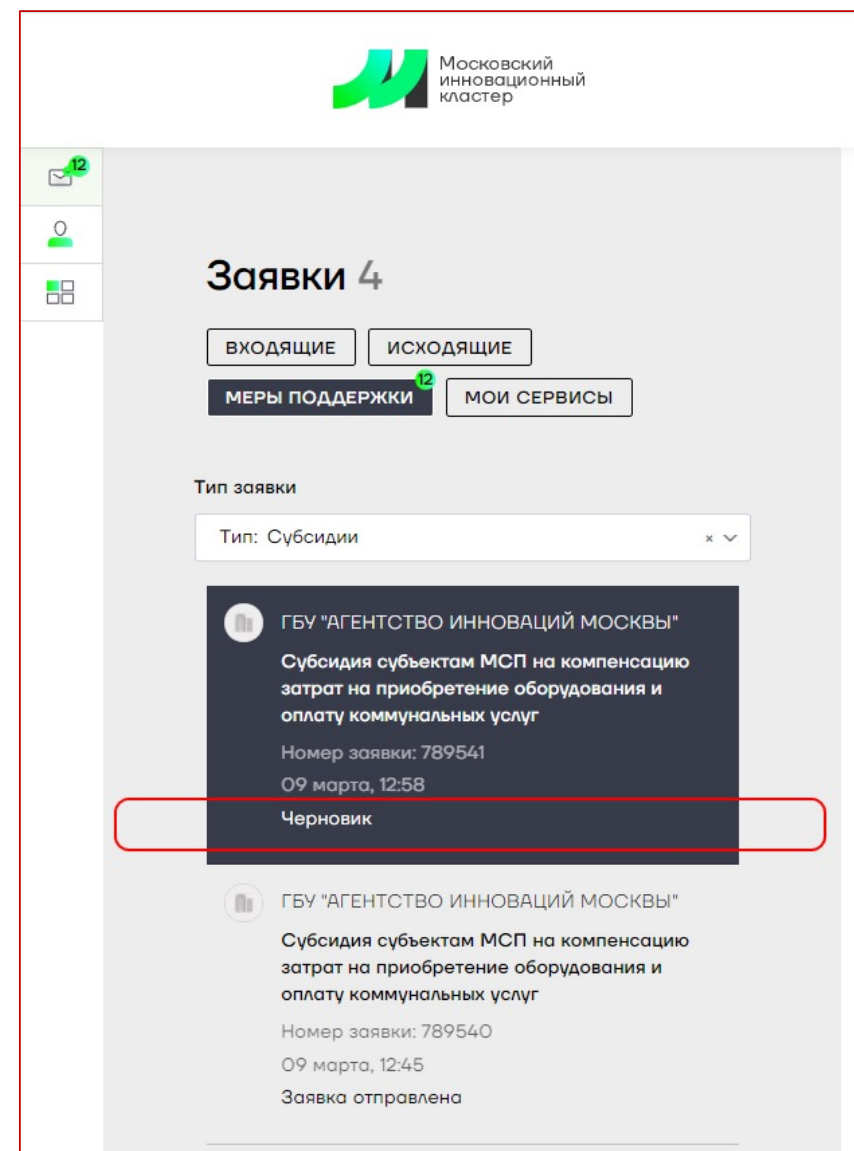 Московский
инновационный
кластер
12
Заявки 4
ВХОДЯЩИЕ ИСХОДЯЩИЕ
МЕРЫ ПОДДЕРЖКИ 12 МОИ СЕРВИСЫ
Тип заявки
Тип: Субсидии ×
ГБУ "АГЕНТСТВО ИННОВАЦИЙ МОСКВЫ"
Субсидия субъектам МСП на компенсацию
затрат на приобретение оборудования и
оплату коммунальных услуг
Номер заявки: 789541
09 марта, 12:58
Черновик
ГБУ "АГЕНТСТВО ИННОВАЦИЙ МОСКВЫ"
Субсидия субъектам МСП на компенсацию
затрат на приобретение оборудования и
оплату коммунальных услуг
Номер заявки: 789540
09 марта, 12:45
Заявка отправлена